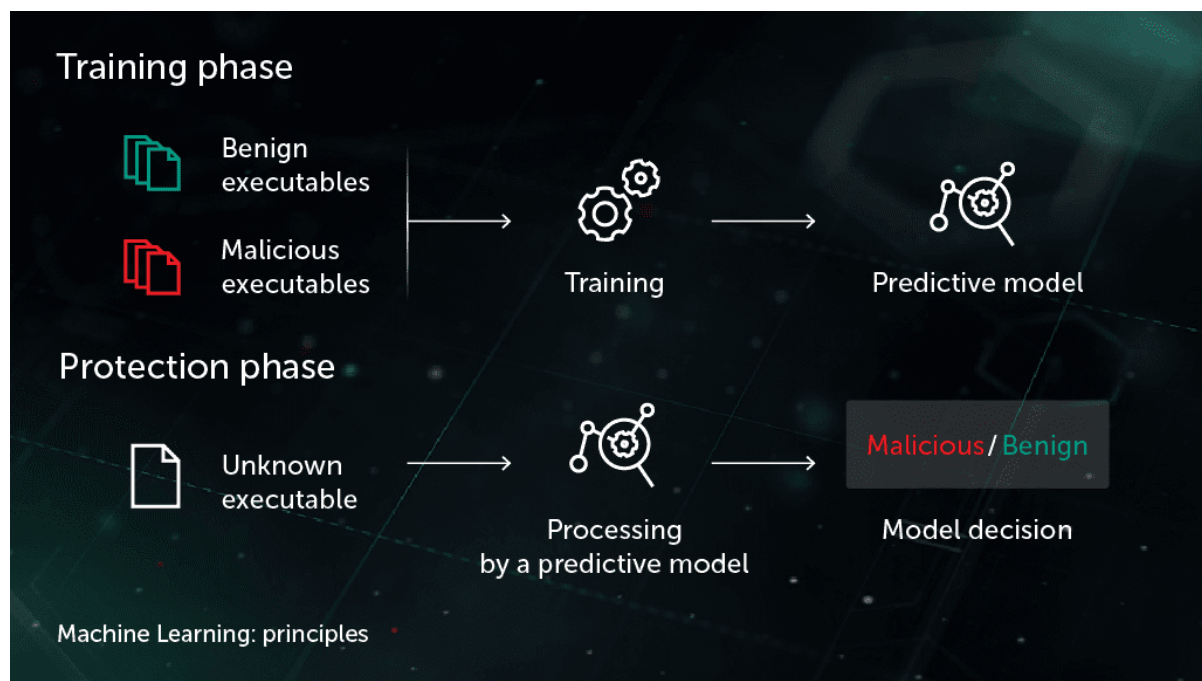 Training phase
Benign
executables
Malicious
executables
Training
Predictive model
Protection phase
Unknown
executable
Processing
by a predictive model
Malicious/Benign
Model decision
Machine Learning: principles